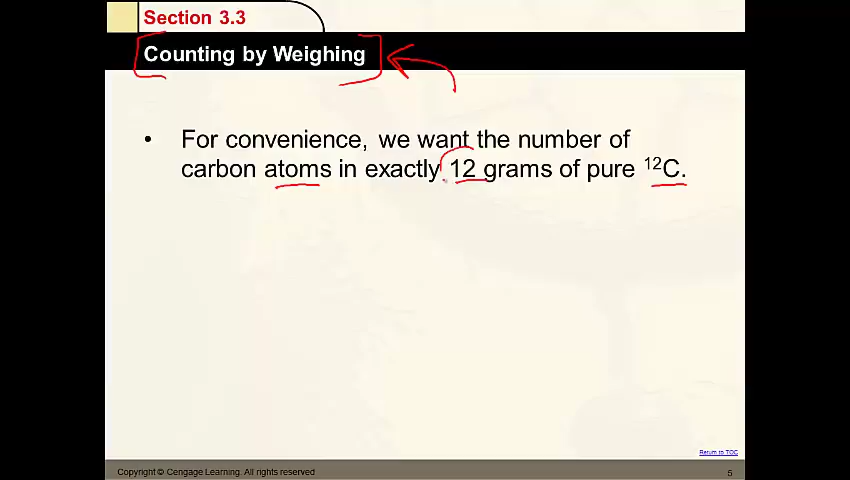 Section 3.3
Counting by Weighing
• For convenience, we want the number of
carbon atoms in exactly 12 grams of pure ¹²C.
Return to TOC
Copyright © Cengage Learning. All rights reserved
5